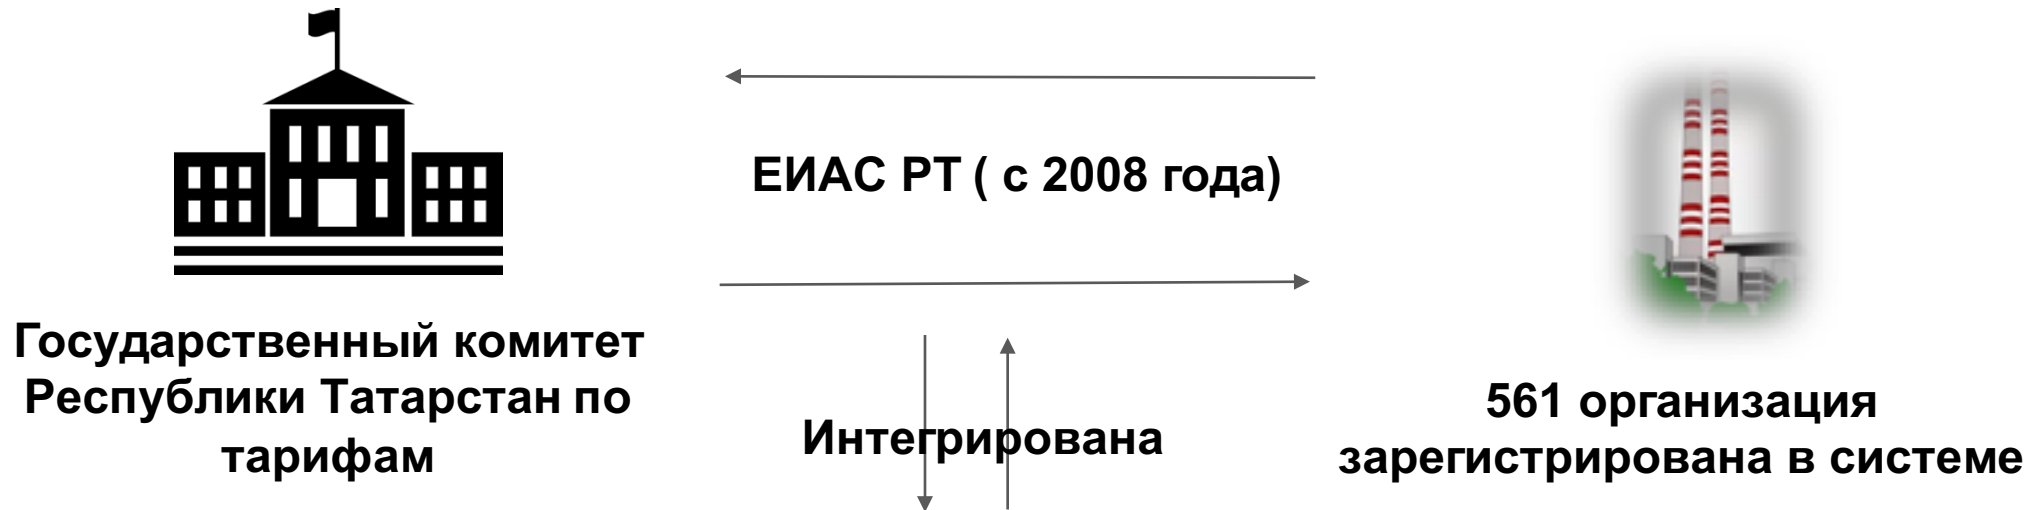 ЕИАС РТ ( с 2008 года)
Государственный комитет
Республики Татарстан по
тарифам
Интегрирована
561 организация
зарегистрирована в системе